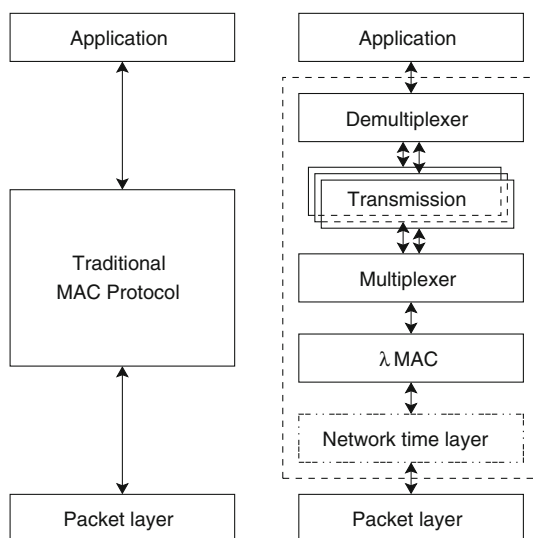 Application
Traditional
MAC Protocol
Packet layer
Application
Demultiplexer
Transmission
Multiplexer
λ MAC
Network time layer
Packet layer